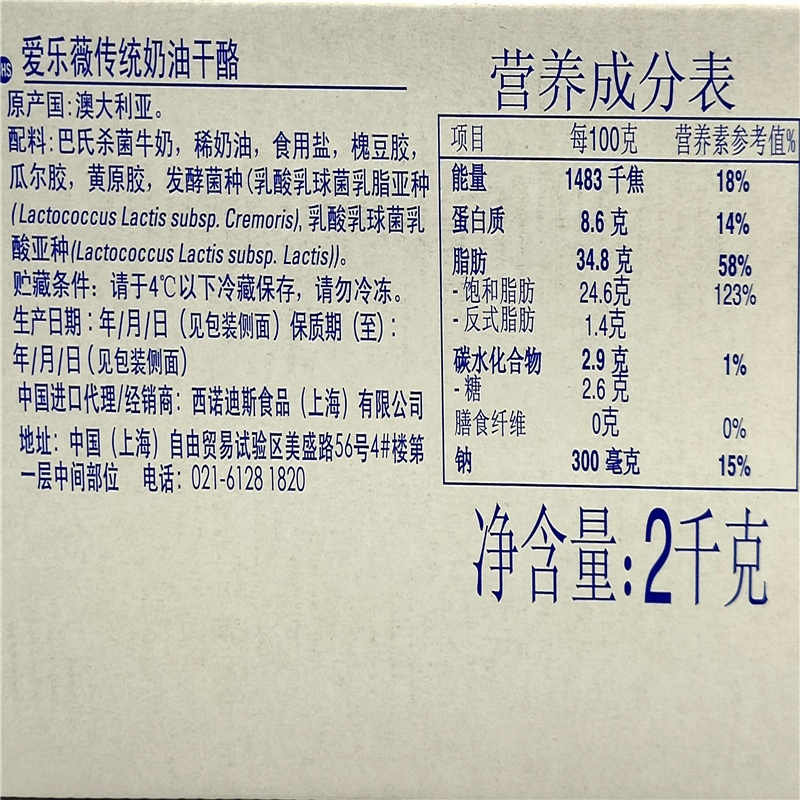 HS 爱乐薇传统奶油干酪
原产国：澳大利亚。
配料：巴氏杀菌牛奶，稀奶油，食用盐，槐豆胶，
瓜尔胶，黄原胶，发酵菌种（乳酸乳球菌乳脂亚种
(Lactococcus Lactis subsp. Cremoris), 乳酸乳球菌乳
酸亚种(Lactococcus Lactis subsp. Lactis)）。
贮藏条件：请于4℃以下冷藏保存，请勿冷冻。
生产日期：年/月/日（见包装侧面）保质期（至）：
年/月/日（见包装侧面）
中国进口代理/经销商：西诺迪斯食品（上海）有限公司
地址：中国（上海）自由贸易试验区美盛路56号4#楼第
一层中间部位 电话：021-6128 1820
营养成分表
项目 每100克 营养素参考值%
能量 1483 千焦 18%
蛋白质 8.6 克 14%
脂肪 34.8 克 58%
- 饱和脂肪 24.6克 123%
- 反式脂肪 1.4克
碳水化合物 2.9 克 1%
- 糖 2.6 克
膳食纤维 0克 0%
钠 300 毫克 15%
净含量：2千克